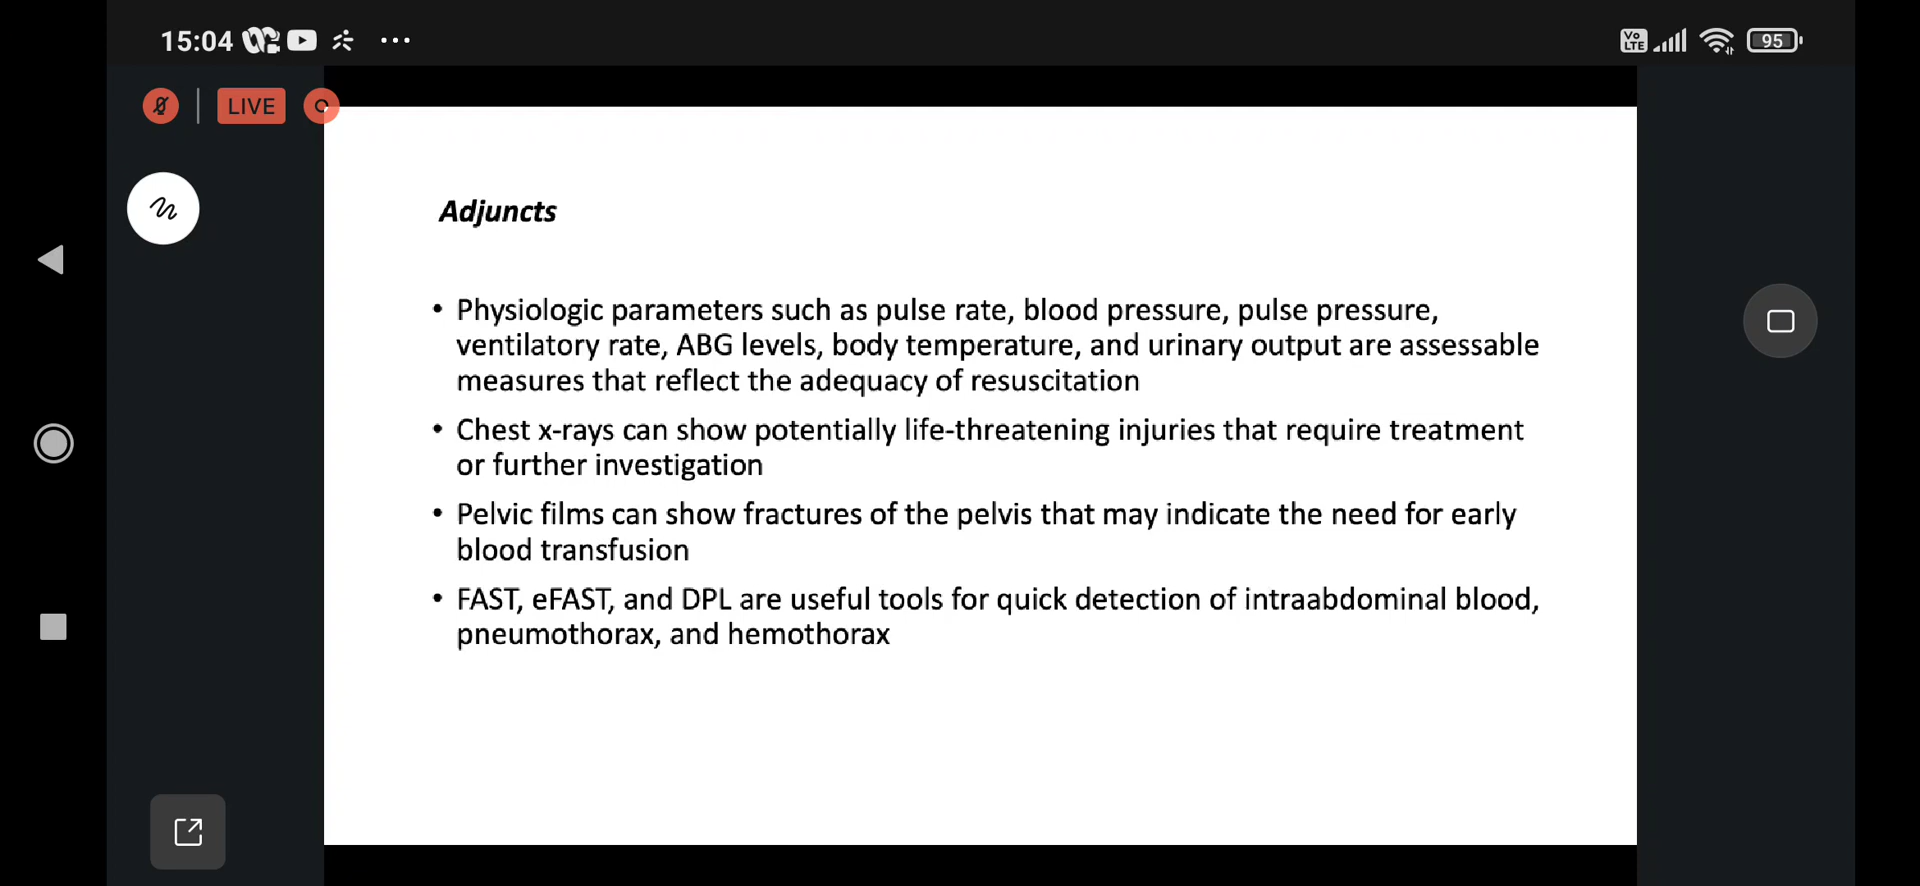 15:04
Vo LTE
95
LIVE
Adjuncts
• Physiologic parameters such as pulse rate, blood pressure, pulse pressure,
ventilatory rate, ABG levels, body temperature, and urinary output are assessable
measures that reflect the adequacy of resuscitation
• Chest x-rays can show potentially life-threatening injuries that require treatment
or further investigation
• Pelvic films can show fractures of the pelvis that may indicate the need for early
blood transfusion
• FAST, eFAST, and DPL are useful tools for quick detection of intraabdominal blood,
pneumothorax, and hemothorax